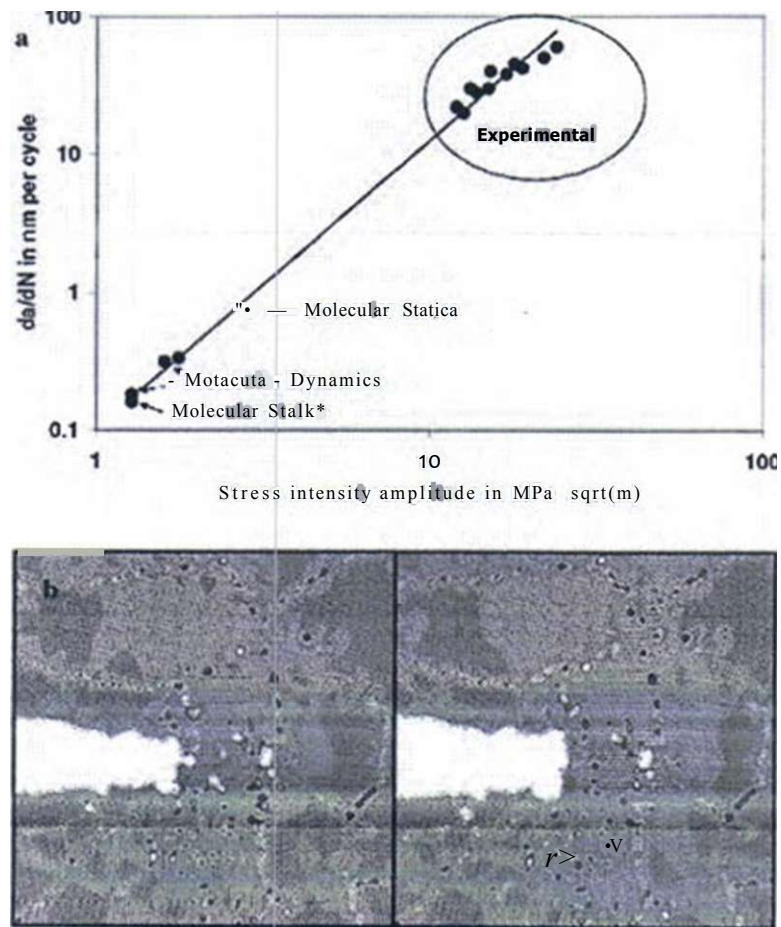 a
100
10
1
0.1
da/dN in nm per cycle
Experimental
"• — Molecular Statica
- Motacuta - Dynamics
Molecular Stalk*
1 10 100
Stress intensity amplitude in MPa sqrt(m)
b
r>
•V